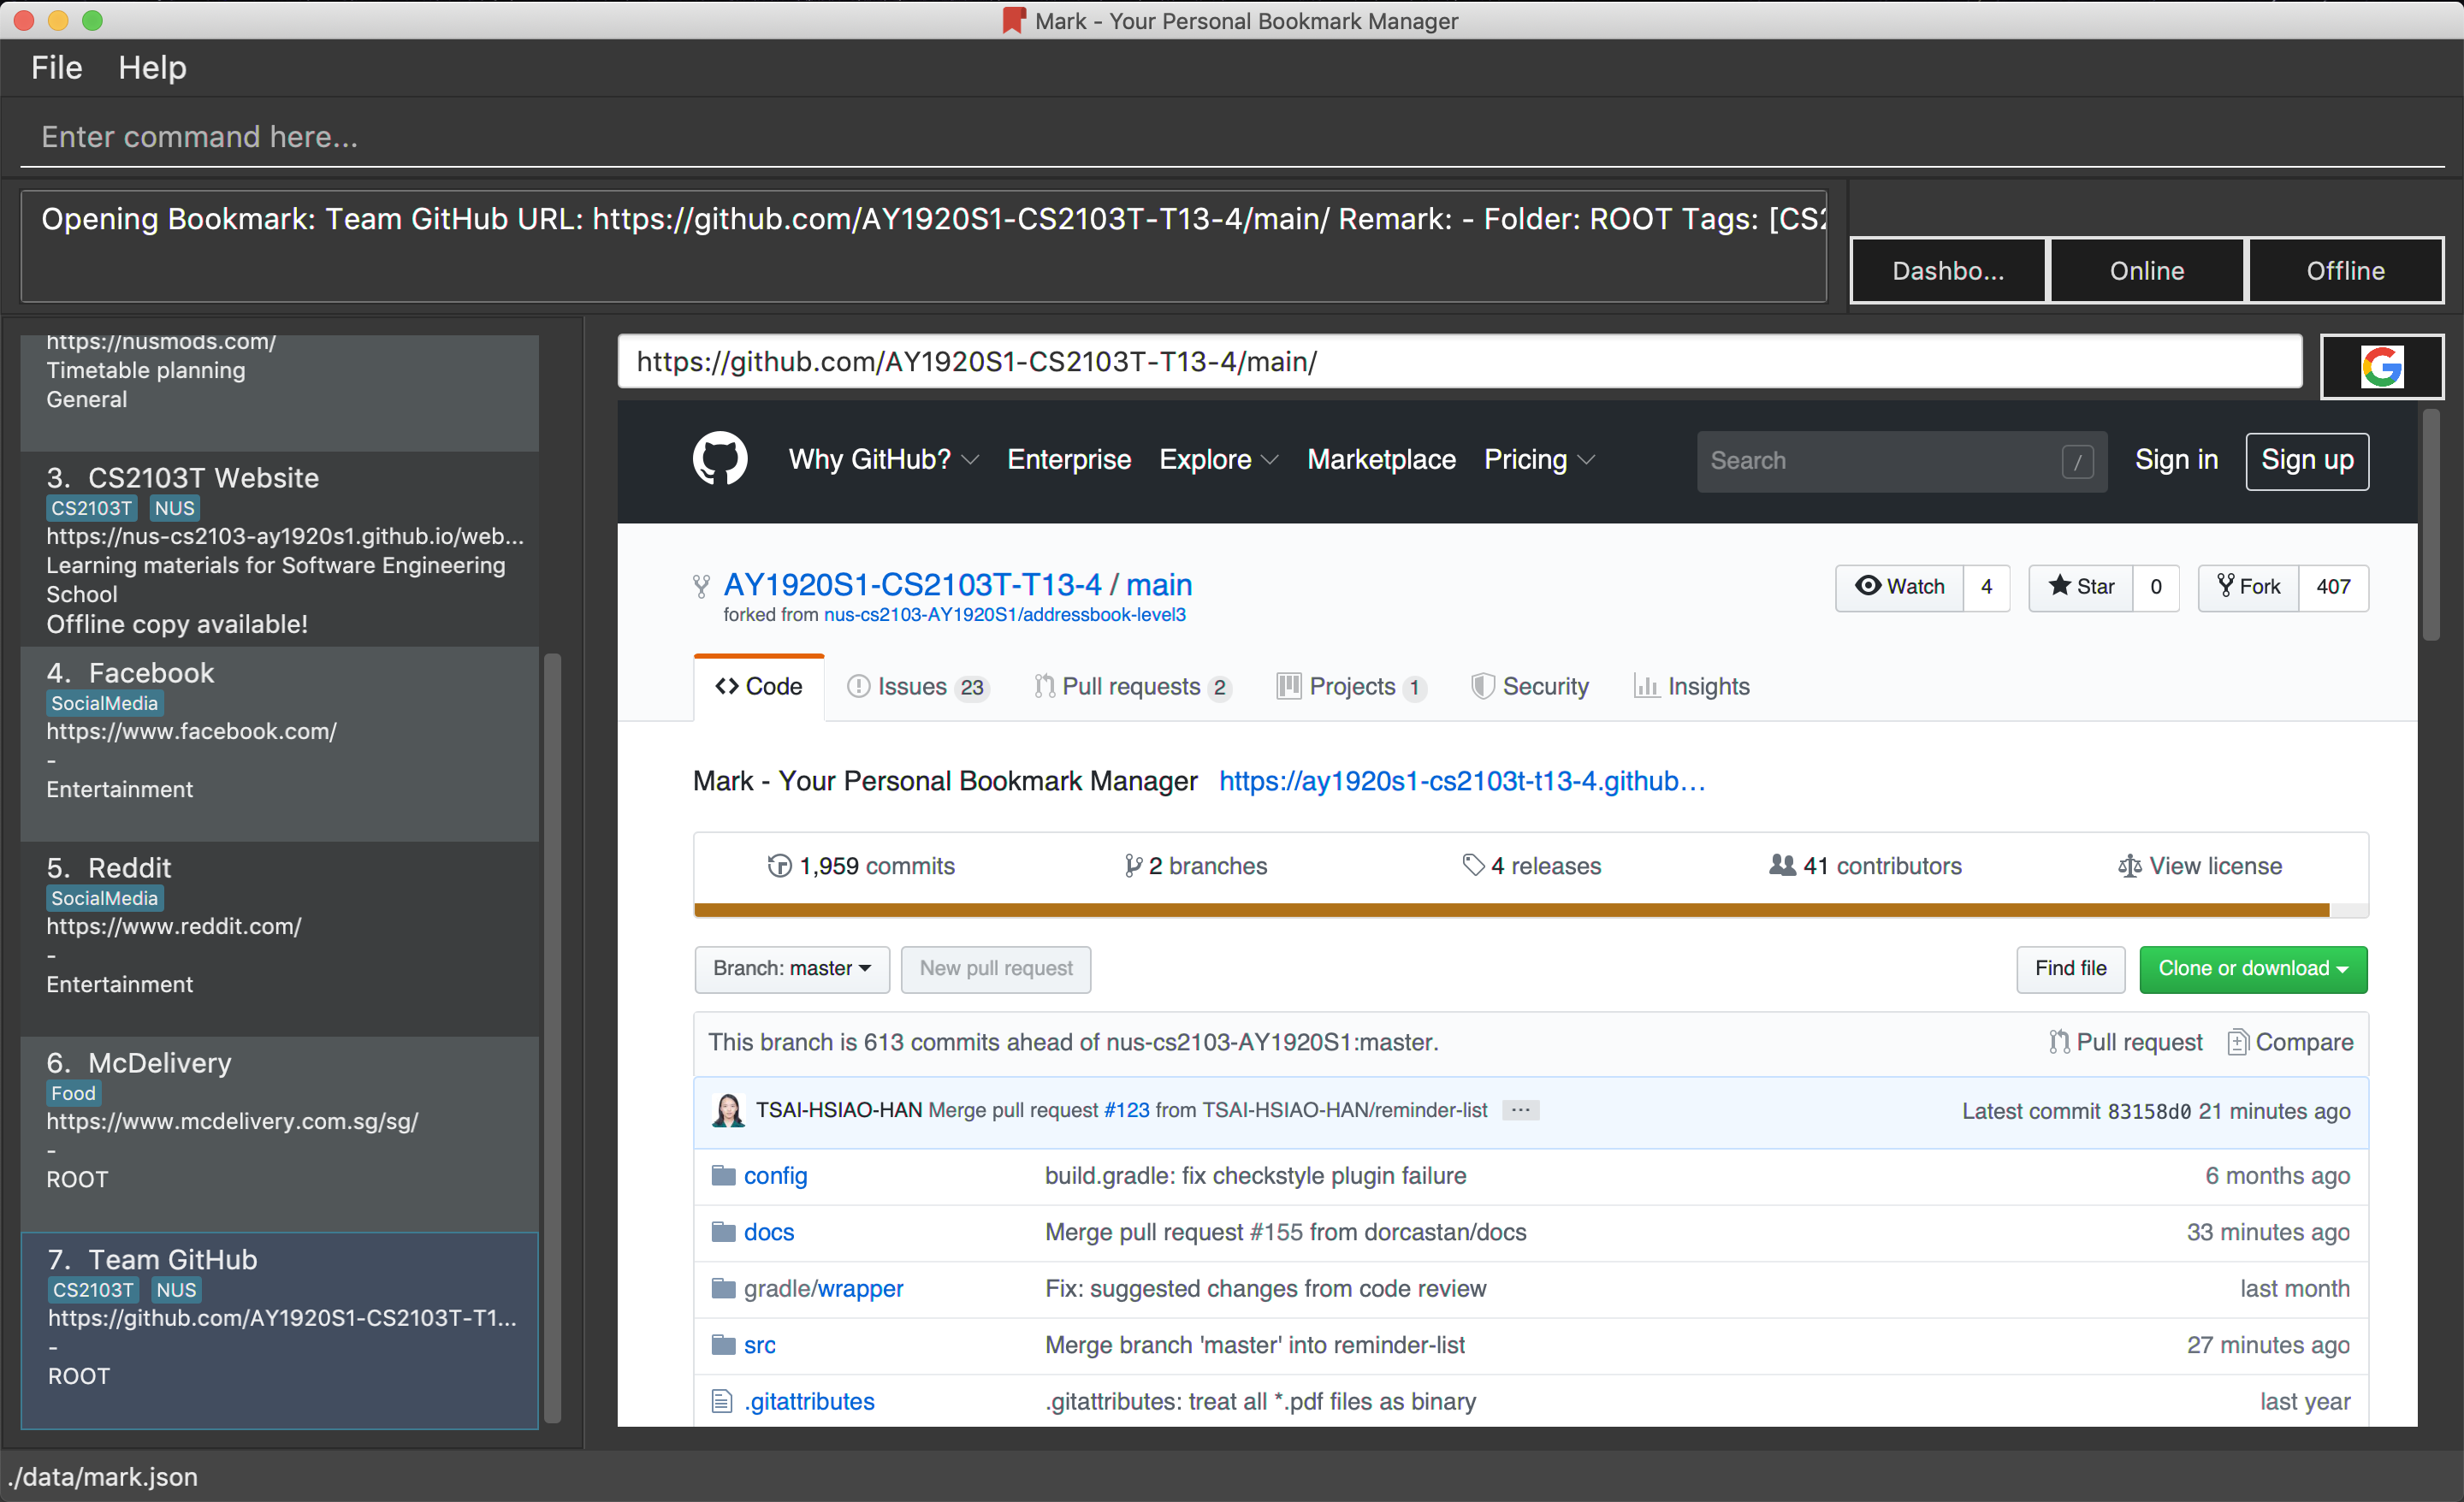 Mark - Your Personal Bookmark Manager
File Help
Enter command here...
Opening Bookmark: Team GitHub URL: https://github.com/AY1920S1-CS2103T-T13-4/main/ Remark: - Folder: ROOT Tags: [CS2
Dashbo... Online Offline
https://nusmods.com/
Timetable planning
General
3. CS2103T Website
CS2103T NUS
https://nus-cs2103-ay1920s1.github.io/web...
Learning materials for Software Engineering
School
Offline copy available!
4. Facebook
SocialMedia
https://www.facebook.com/
-
Entertainment
5. Reddit
SocialMedia
https://www.reddit.com/
-
Entertainment
6. McDelivery
Food
https://www.mcdelivery.com.sg/sg/
-
ROOT
7. Team GitHub
CS2103T NUS
https://github.com/AY1920S1-CS2103T-T1...
-
ROOT
https://github.com/AY1920S1-CS2103T-T13-4/main/
Why GitHub? Enterprise Explore Marketplace Pricing Search / Sign in Sign up
AY1920S1-CS2103T-T13-4 / main
forked from nus-cs2103-AY1920S1/addressbook-level3
Watch 4 Star 0 Fork 407
Code Issues 23 Pull requests 2 Projects 1 Security Insights
Mark - Your Personal Bookmark Manager https://ay1920s1-cs2103t-t13-4.github…
1,959 commits 2 branches 4 releases 41 contributors View license
Branch: master New pull request Find file Clone or download
This branch is 613 commits ahead of nus-cs2103-AY1920S1:master. Pull request Compare
TSAI-HSIAO-HAN Merge pull request #123 from TSAI-HSIAO-HAN/reminder-list ... Latest commit 83158d0 21 minutes ago
config build.gradle: fix checkstyle plugin failure 6 months ago
docs Merge pull request #155 from dorcastan/docs 33 minutes ago
gradle/wrapper Fix: suggested changes from code review last month
src Merge branch 'master' into reminder-list 27 minutes ago
.gitattributes .gitattributes: treat all *.pdf files as binary last year
./data/mark.json